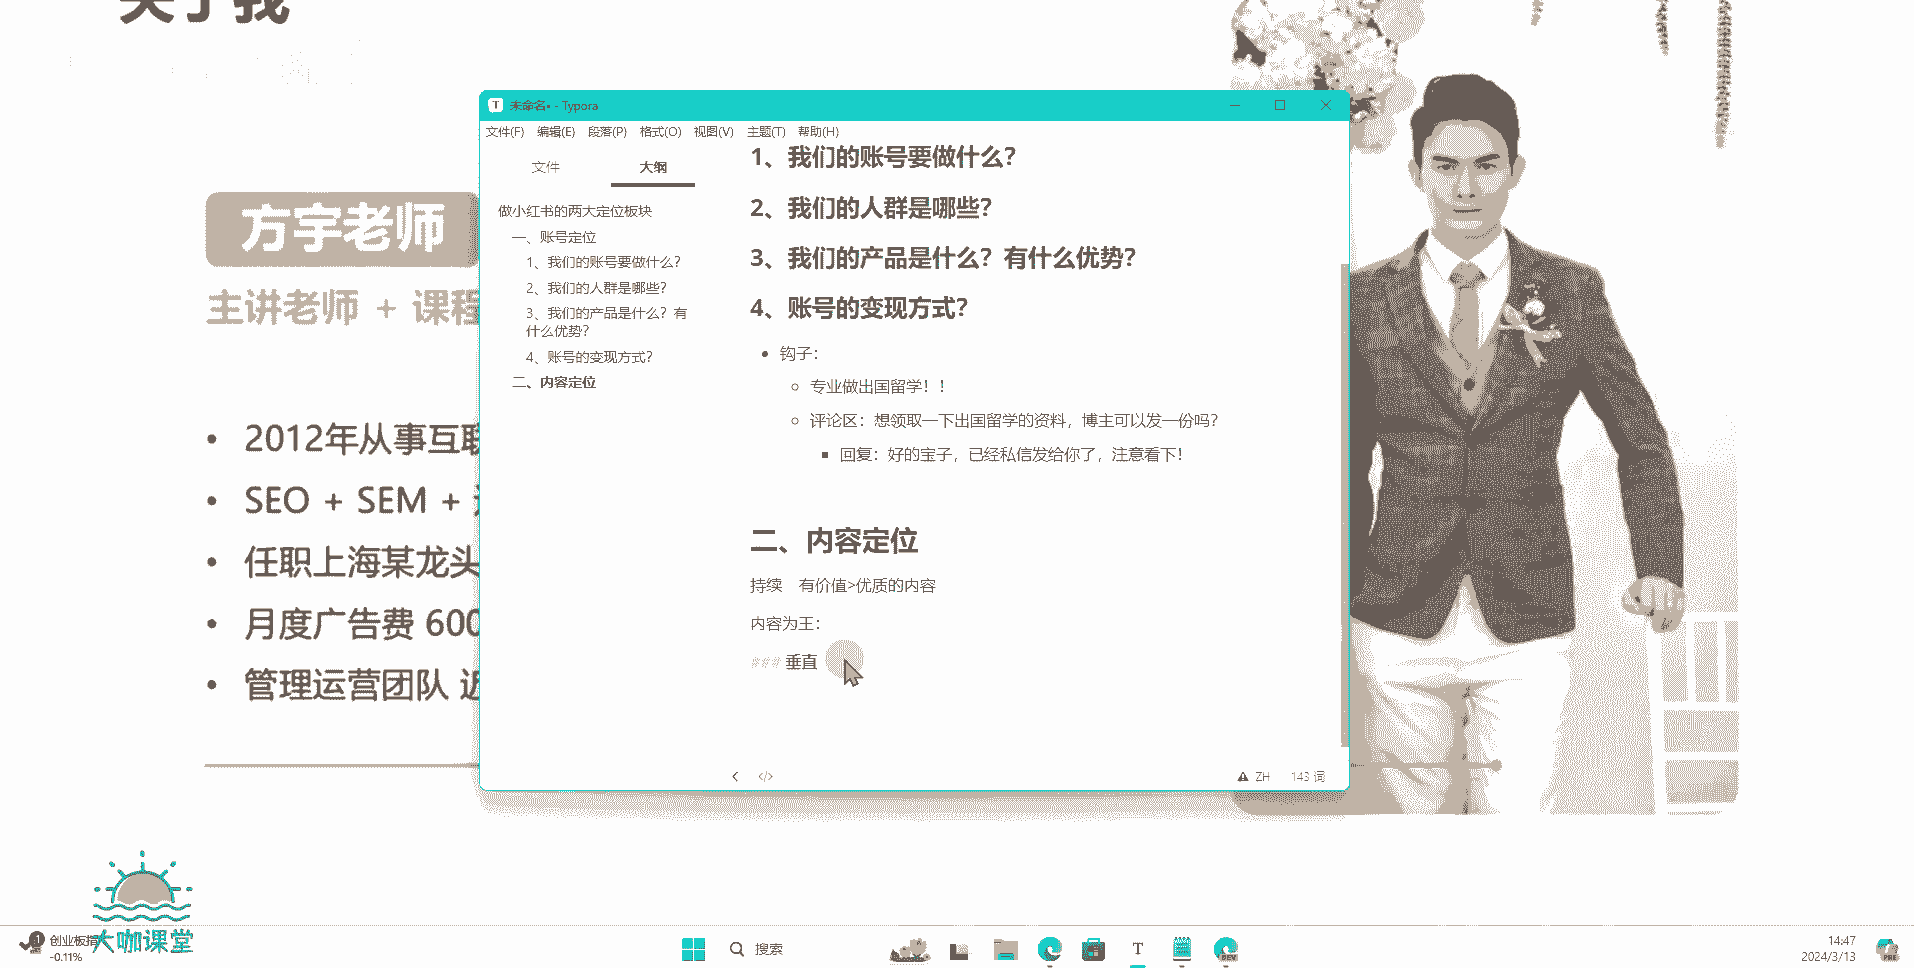 关于我
方宇老师
主讲老师 + 课程
2012年从事互联
SEO + SEM +
任职上海某龙头
月度广告费 600
管理运营团队 近
T 未命名• - Typora
文件(F) 编辑(E) 段落(P) 格式(O) 视图(V) 主题(T) 帮助(H)
文件 大纲
做小红书的两大定位板块
一、账号定位
1、我们的账号要做什么?
2、我们的人群是哪些?
3、我们的产品是什么? 有
什么优势?
4、账号的变现方式?
二、内容定位
1、我们的账号要做什么?
2、我们的人群是哪些?
3、我们的产品是什么? 有什么优势?
4、账号的变现方式?
钩子:
专业做出国留学! !
评论区: 想领取一下出国留学的资料, 博主可以发一份吗?
回复: 好的宝子, 已经私信发给你了, 注意看下!
二、内容定位
持续 有价值>优质的内容
内容为王:
### 垂直
</> ZH 143 词
大咖课堂
1 创业板指
-0.11%
搜索
T
DEV
14:47
2024/3/13
PRE